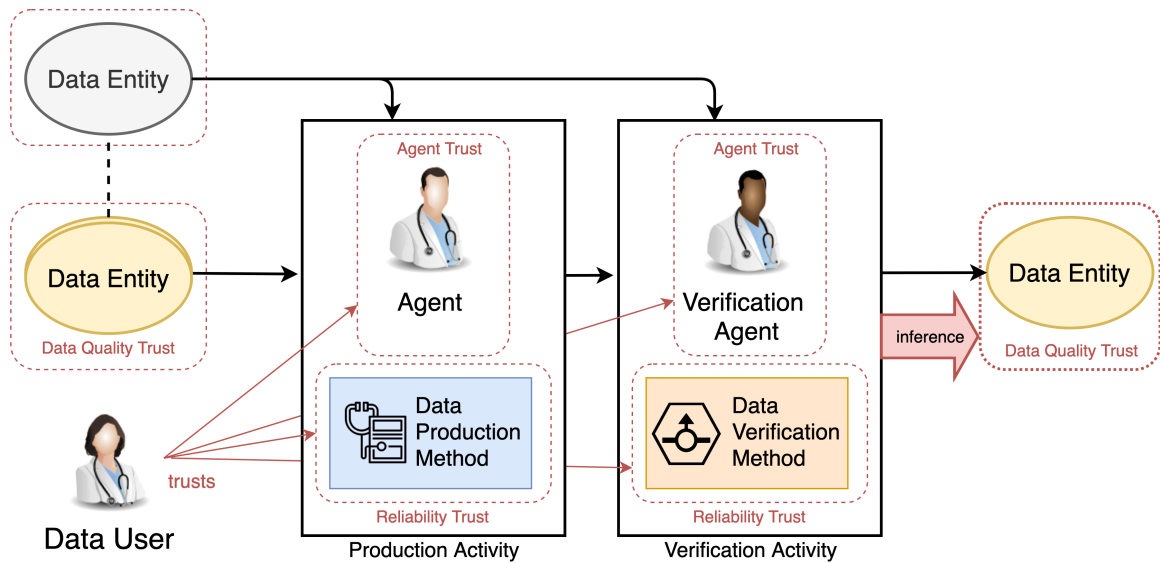 Data Entity
Data Entity
Data Quality Trust
Data User
trusts
Agent Trust
Agent
Data
Production
Method
Reliability Trust
Production Activity
Agent Trust
Verification
Agent
Data
Verification
Method
Reliability Trust
Verification Activity
inference
Data Entity
Data Quality Trust